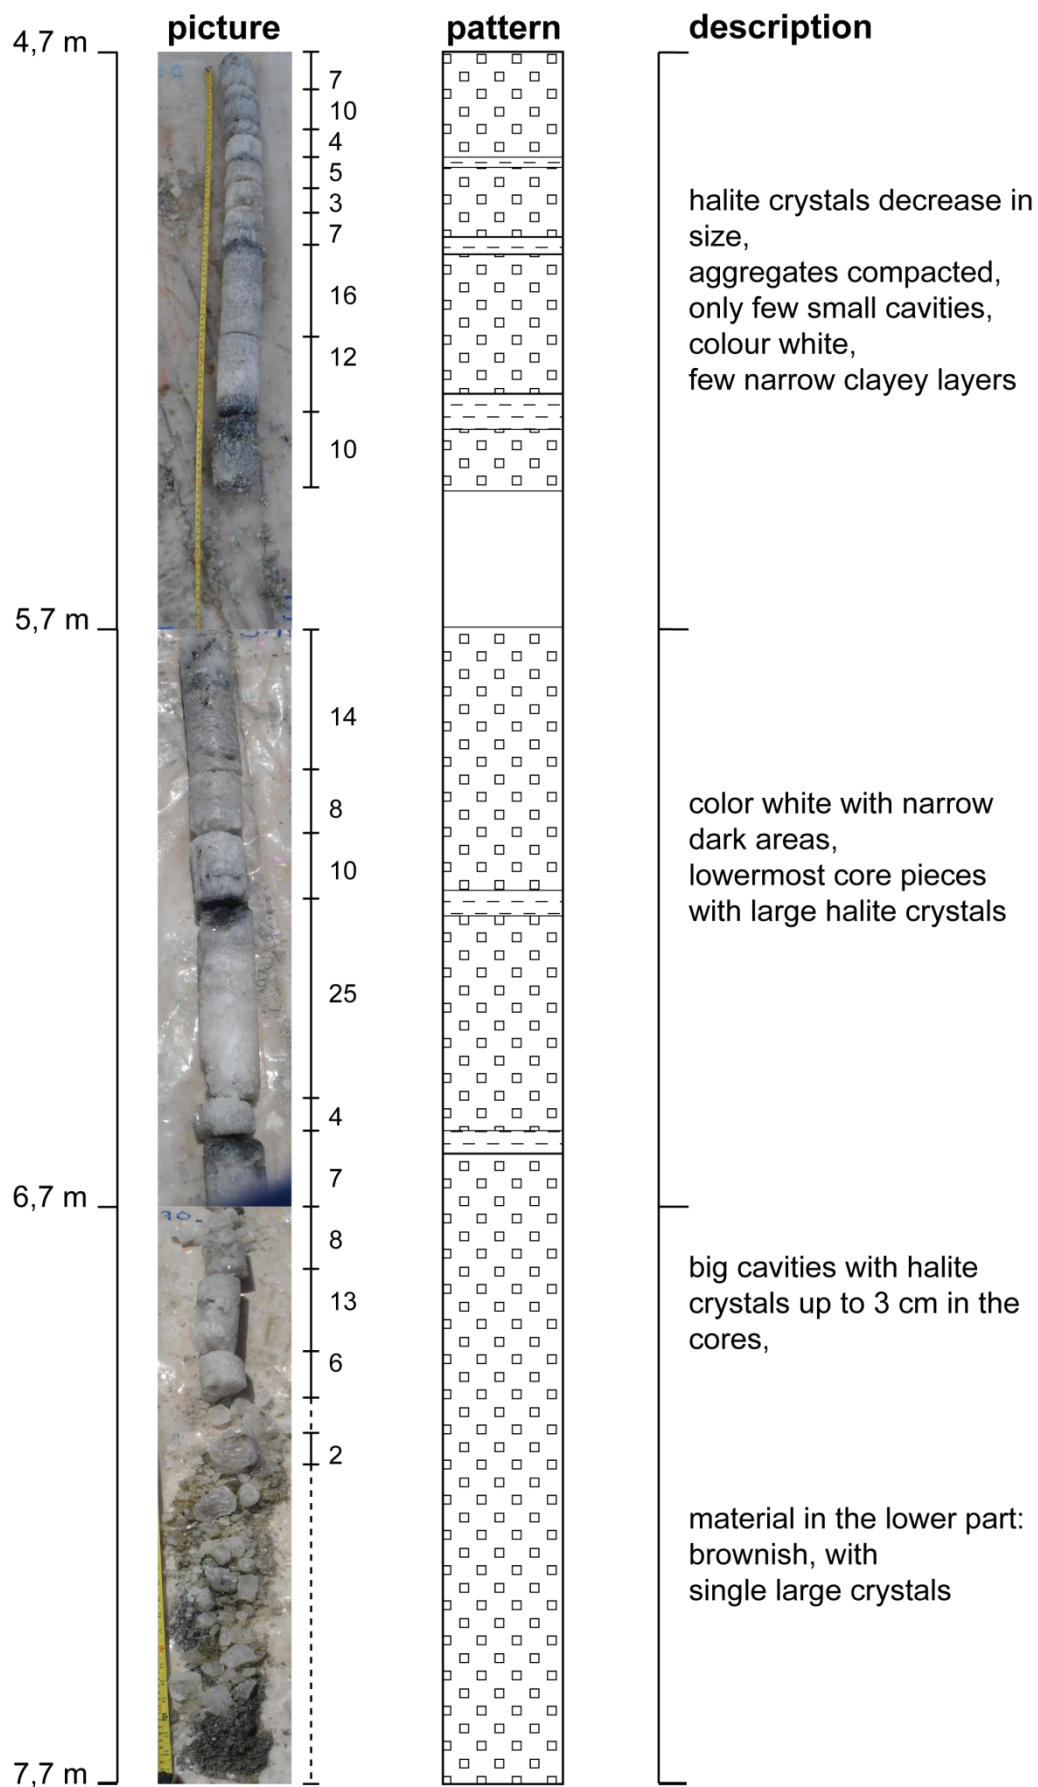 picture
pattern
description
4,7 m
7
10
4
5
3
7
16
12
10
halite crystals decrease in
size,
aggregates compacted,
only few small cavities,
colour white,
few narrow clayey layers
5,7 m
14
8
10
25
4
7
color white with narrow
dark areas,
lowermost core pieces
with large halite crystals
6,7 m
8
13
6
2
big cavities with halite
crystals up to 3 cm in the
cores,
material in the lower part:
brownish, with
single large crystals
7,7 m